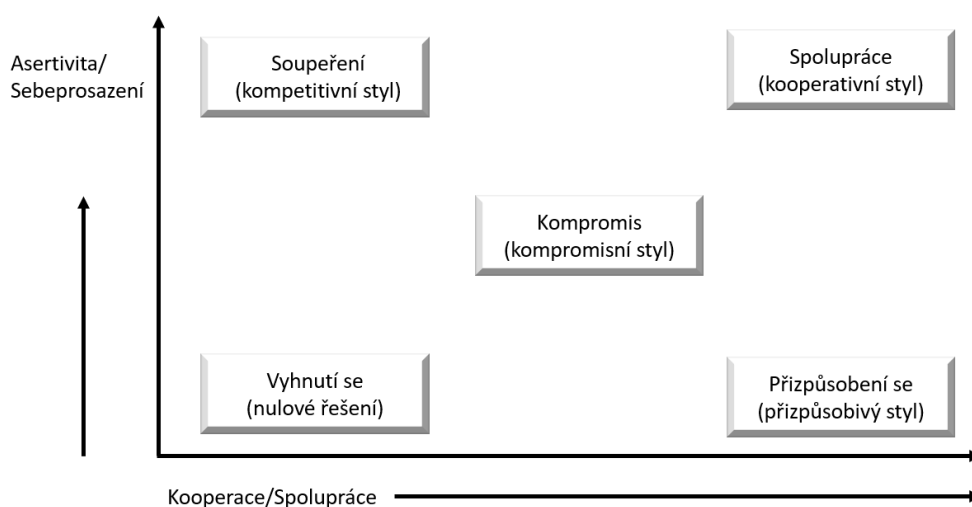 Asertivita/
Sebeprosazení
Soupeření
(kompetitivní styl)
Spolupráce
(kooperativní styl)
Kompromis
(kompromisní styl)
Vyhnutí se
(nulové řešení)
Přizpůsobení se
(přizpůsobivý styl)
Kooperace/Spolupráce